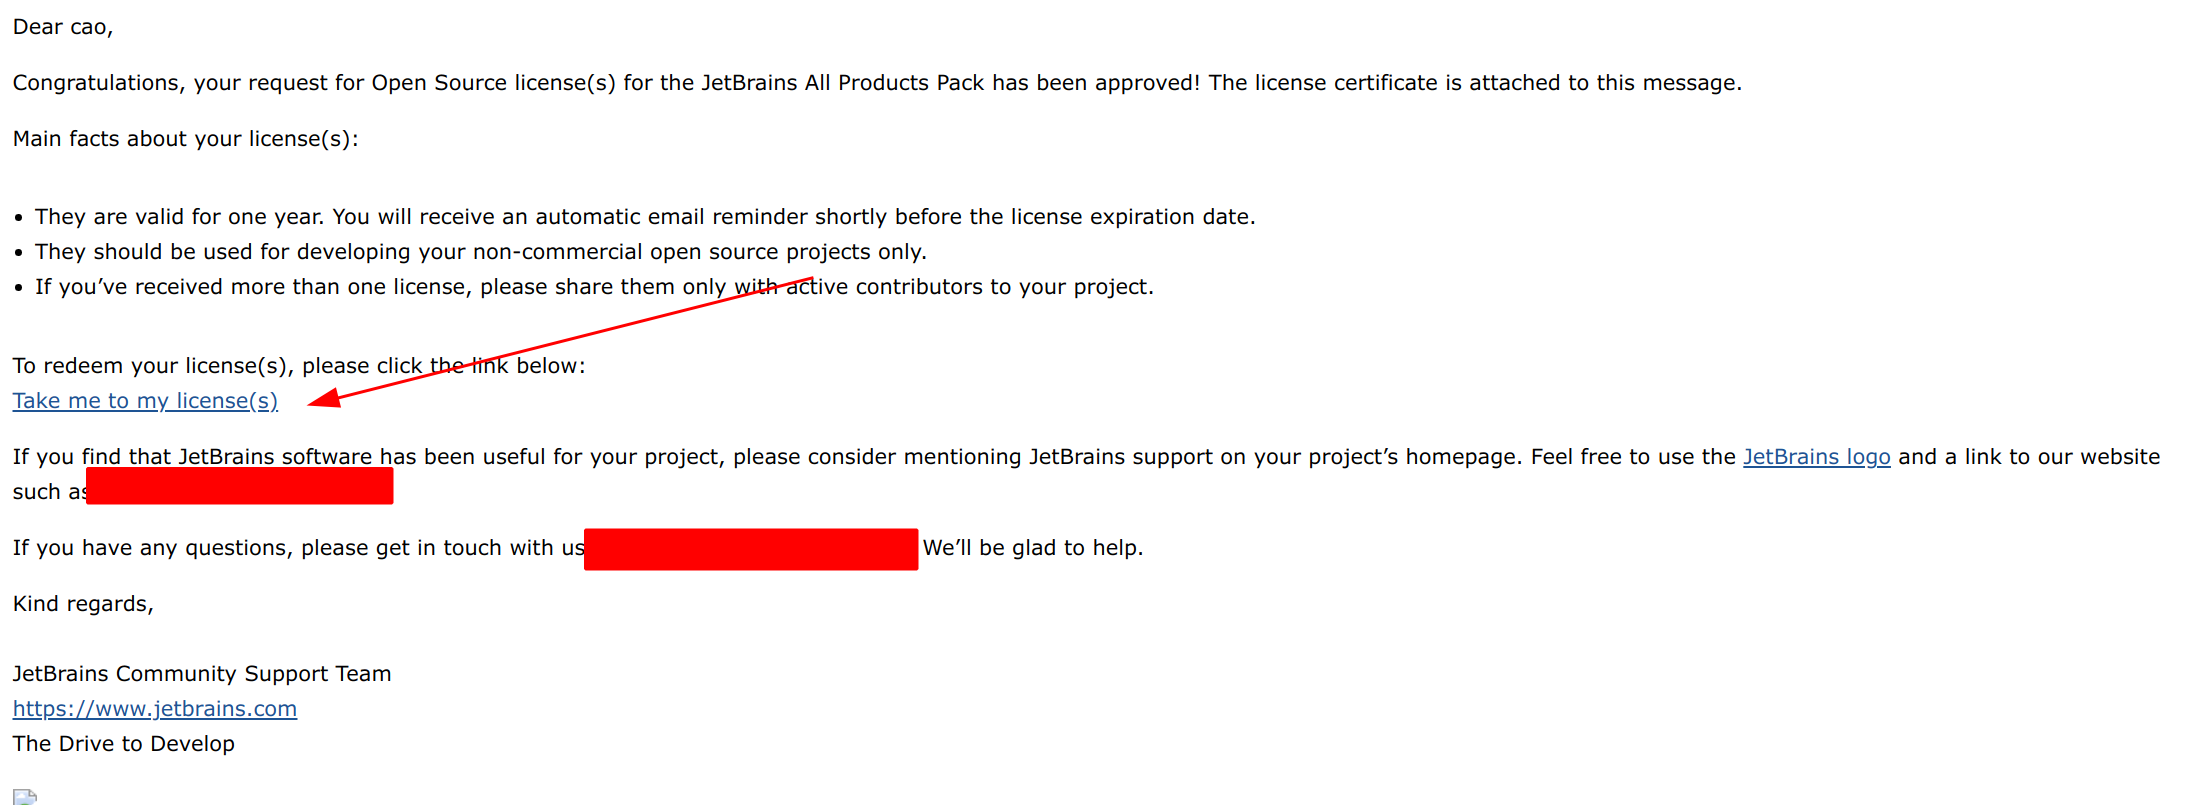 Dear cao,
Congratulations, your request for Open Source license(s) for the JetBrains All Products Pack has been approved! The license certificate is attached to this message.
Main facts about your license(s):
• They are valid for one year. You will receive an automatic email reminder shortly before the license expiration date.
• They should be used for developing your non-commercial open source projects only.
• If you’ve received more than one license, please share them only with active contributors to your project.
To redeem your license(s), please click the link below:
Take me to my license(s)
If you find that JetBrains software has been useful for your project, please consider mentioning JetBrains support on your project’s homepage. Feel free to use the JetBrains logo and a link to our website
such as
If you have any questions, please get in touch with us We’ll be glad to help.
Kind regards,
JetBrains Community Support Team
https://www.jetbrains.com
The Drive to Develop